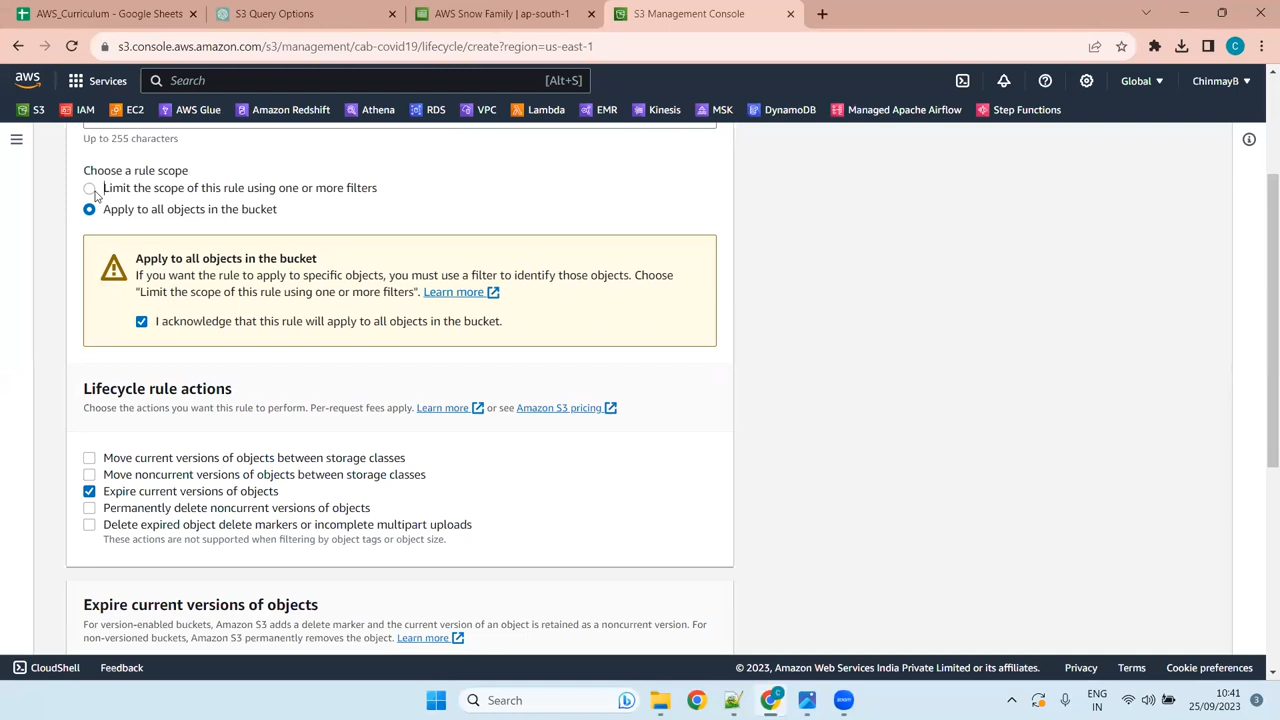 AWS_Curriculum - Google Sheets
S3 Query Options
AWS Snow Family | ap-south-1
S3 Management Console
s3.console.aws.amazon.com/s3/management/cab-covid19/lifecycle/create?region=us-east-1
C
aws
Services
Search
[Alt+S]
Global
ChinmayB
S3
IAM
EC2
AWS Glue
Amazon Redshift
Athena
RDS
VPC
Lambda
EMR
Kinesis
MSK
DynamoDB
Managed Apache Airflow
Step Functions
Up to 255 characters
Choose a rule scope
Limit the scope of this rule using one or more filters
Apply to all objects in the bucket
Apply to all objects in the bucket
If you want the rule to apply to specific objects, you must use a filter to identify those objects. Choose
"Limit the scope of this rule using one or more filters". Learn more
I acknowledge that this rule will apply to all objects in the bucket.
Lifecycle rule actions
Choose the actions you want this rule to perform. Per-request fees apply. Learn more or see Amazon S3 pricing
Move current versions of objects between storage classes
Move noncurrent versions of objects between storage classes
Expire current versions of objects
Permanently delete noncurrent versions of objects
Delete expired object delete markers or incomplete multipart uploads
These actions are not supported when filtering by object tags or object size.
Expire current versions of objects
For version-enabled buckets, Amazon S3 adds a delete marker and the current version of an object is retained as a noncurrent version. For
non-versioned buckets, Amazon S3 permanently removes the object. Learn more
CloudShell
Feedback
© 2023, Amazon Web Services India Private Limited or its affiliates.
Privacy
Terms
Cookie preferences
Search
ENG
IN
10:41
25/09/2023
3